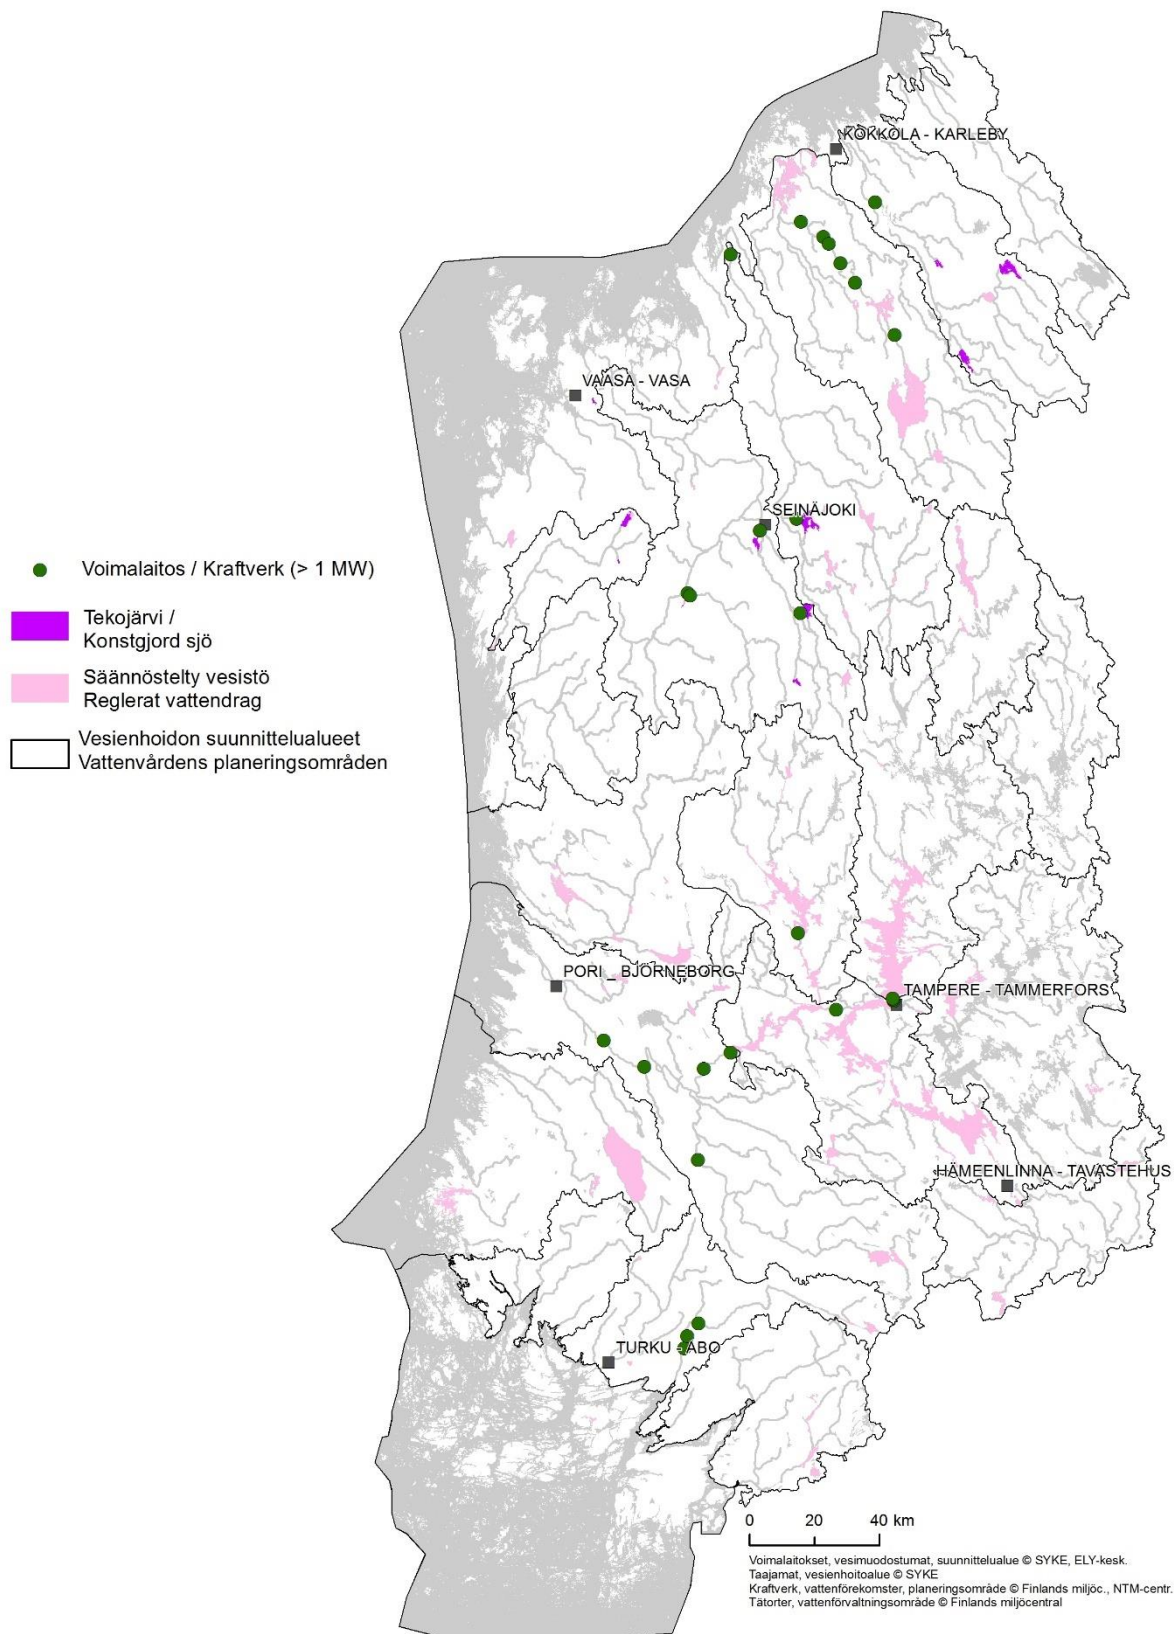 KOKKOLA - KARLEBY
VAASA - VASA
SEINÄJOKI
Voimalaitos / Kraftverk (> 1 MW)
Tekojärvi /
Konstgjord sjö
Säännöstelty vesistö
Reglerat vattendrag
Vesienhoidon suunnittelualueet
Vattenvårdens planeringsområden
PORI _ BJÖRNEBORG
TAMPERE - TAMMERFORS
HÄMEENLINNA - TAVASTEHUS
TURKU - ÅBO
0 20 40 km
Voimalaitokset, vesimuodostumat, suunnittelualue © SYKE, ELY-kesk.
Taajamat, vesienhoitoalue © SYKE
Kraftverk, vattenförekomster, planeringsområde © Finlands miljöc., NTM-centr.
Tätorter, vattenförvaltningsområde © Finlands miljöcentral